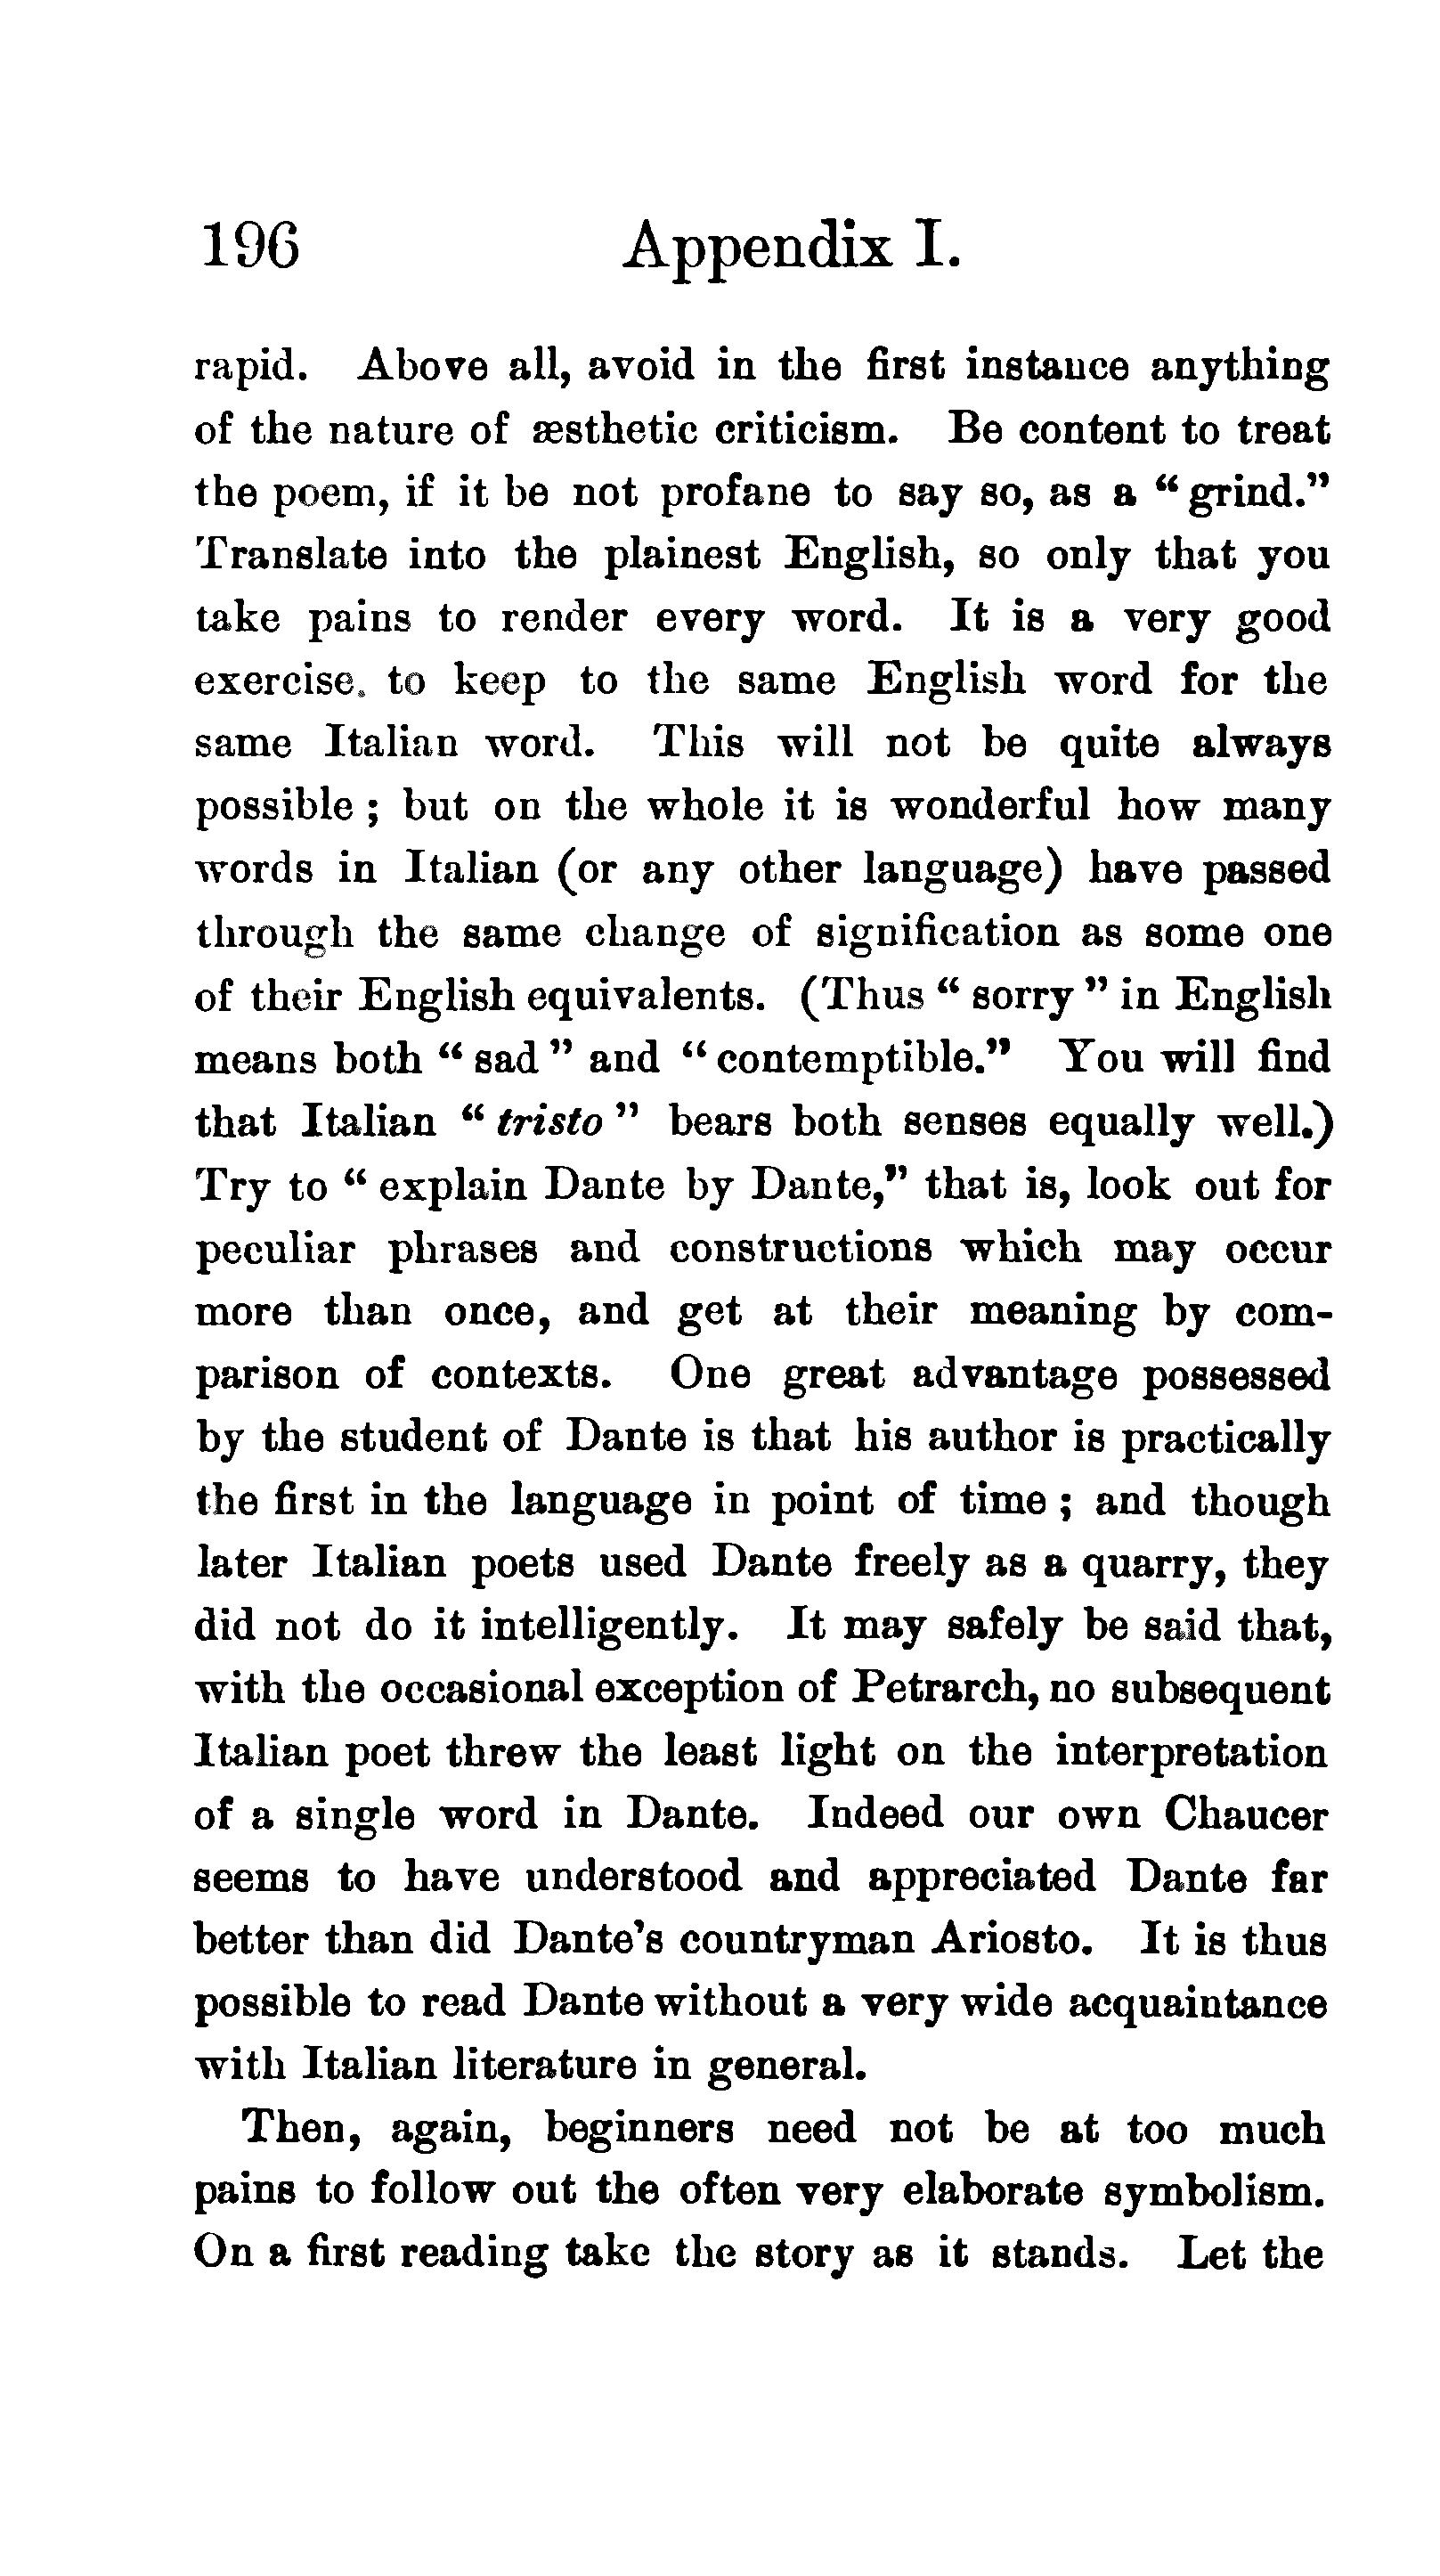 196 Appendix I.
rapid. Above all, avoid in the first instance anything
of the nature of æsthetic criticism. Be content to treat
the poem, if it be not profane to say so, as a “grind.”
Translate into the plainest English, so only that you
take pains to render every word. It is a very good
exercise. to keep to the same English word for the
same Italian word. This will not be quite always
possible ; but on the whole it is wonderful how many
words in Italian (or any other language) have passed
through the same change of signification as some one
of their English equivalents. (Thus “ sorry ” in English
means both “ sad ” and “ contemptible.” You will find
that Italian “ tristo ” bears both senses equally well.)
Try to “ explain Dante by Dante,” that is, look out for
peculiar phrases and constructions which may occur
more than once, and get at their meaning by com-
parison of contexts. One great advantage possessed
by the student of Dante is that his author is practically
the first in the language in point of time ; and though
later Italian poets used Dante freely as a quarry, they
did not do it intelligently. It may safely be said that,
with the occasional exception of Petrarch, no subsequent
Italian poet threw the least light on the interpretation
of a single word in Dante. Indeed our own Chaucer
seems to have understood and appreciated Dante far
better than did Dante’s countryman Ariosto. It is thus
possible to read Dante without a very wide acquaintance
with Italian literature in general.
Then, again, beginners need not be at too much
pains to follow out the often very elaborate symbolism.
On a first reading take the story as it stands. Let the